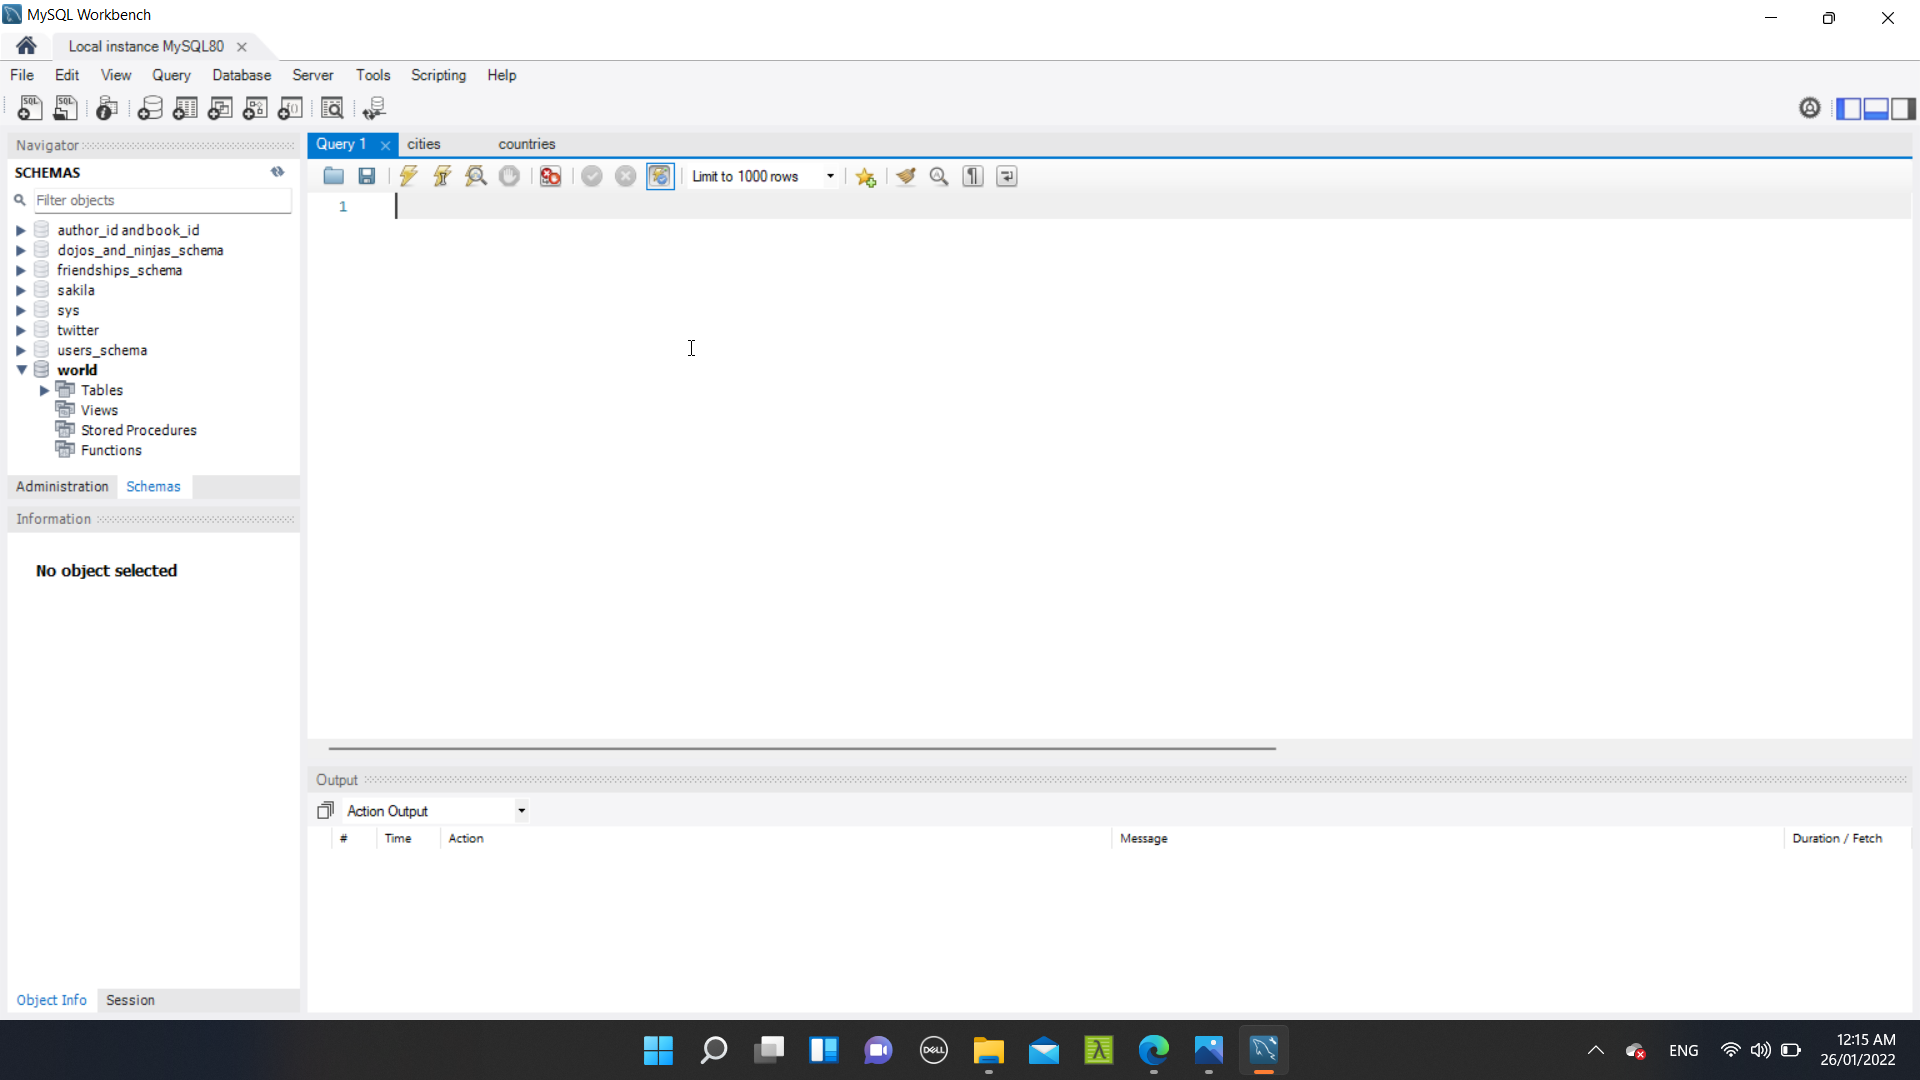 MySQL Workbench
Local instance MySQL80
File Edit View Query Database Server Tools Scripting Help
SQL SQL
Navigator
SCHEMAS
Filter objects
author_id and book_id
dojos_and_ninjas_schema
friendships_schema
sakila
sys
twitter
users_schema
world
Tables
Views
Stored Procedures
Functions
Administration Schemas
Information
No object selected
Object Info Session
Query 1 cities countries
Limit to 1000 rows
1
Output
Action Output
# Time Action Message Duration / Fetch
DELL
ENG
12:15 AM
26/01/2022